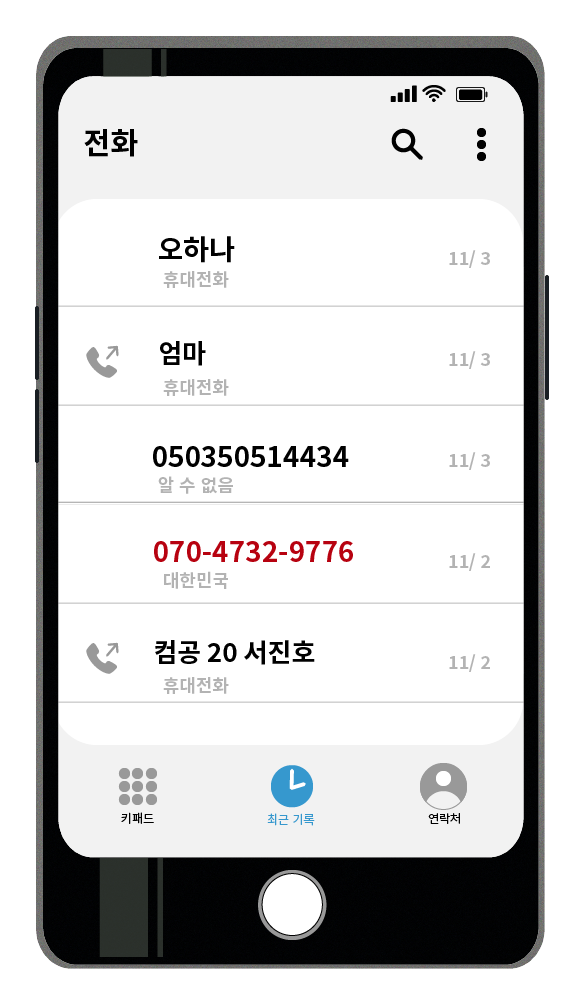 전화
오하나
휴대전화
11/ 3
엄마
휴대전화
11/ 3
050350514434
알 수 없음
11/ 3
070-4732-9776
대한민국
11/ 2
컴공 20 서진호
휴대전화
11/ 2
키패드
최근 기록
연락처